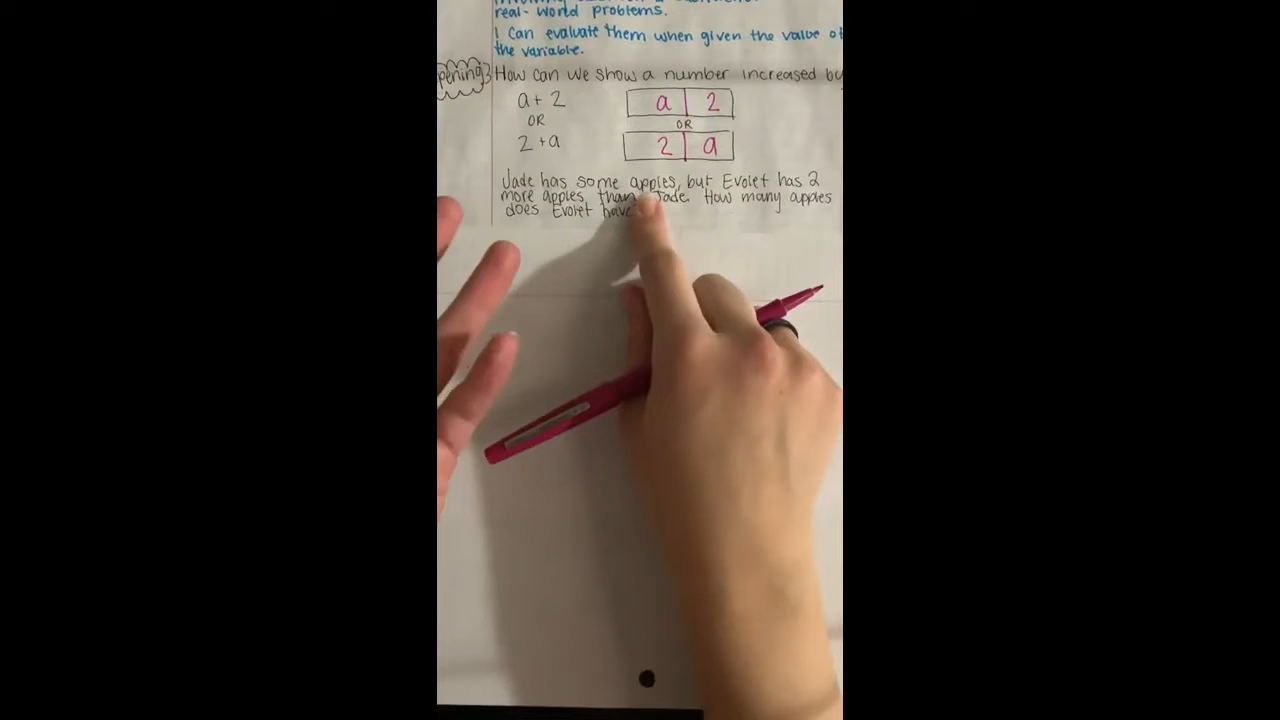 real-world problems.
I can evaluate them when given the value of
the variable.
How can we show a number increased by
a + 2
OR
2 + a
a 2
OR
2 a
Jade has some apples, but Evolet has 2
more apples than Jade. How many apples
does Evolet have